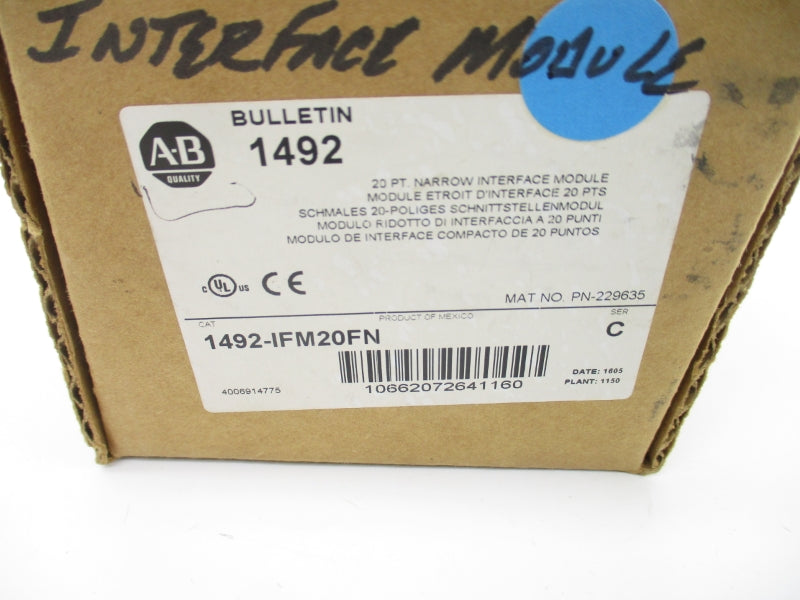 INTERFACE MODULE
A-B
QUALITY
BULLETIN
1492
20 PT. NARROW INTERFACE MODULE
MODULE ETROIT D'INTERFACE 20 PTS
SCHMALES 20-POLIGES SCHNITTSTELLENMODUL
MODULO RIDOTTO DI INTERFACCIA A 20 PUNTI
MODULO DE INTERFACE COMPACTO DE 20 PUNTOS
c UL us CE
MAT NO. PN-229635
PRODUCT OF MEXICO
CAT SER
1492-IFM20FN C
10662072641160
4006914775
DATE: 1605
PLANT: 1150